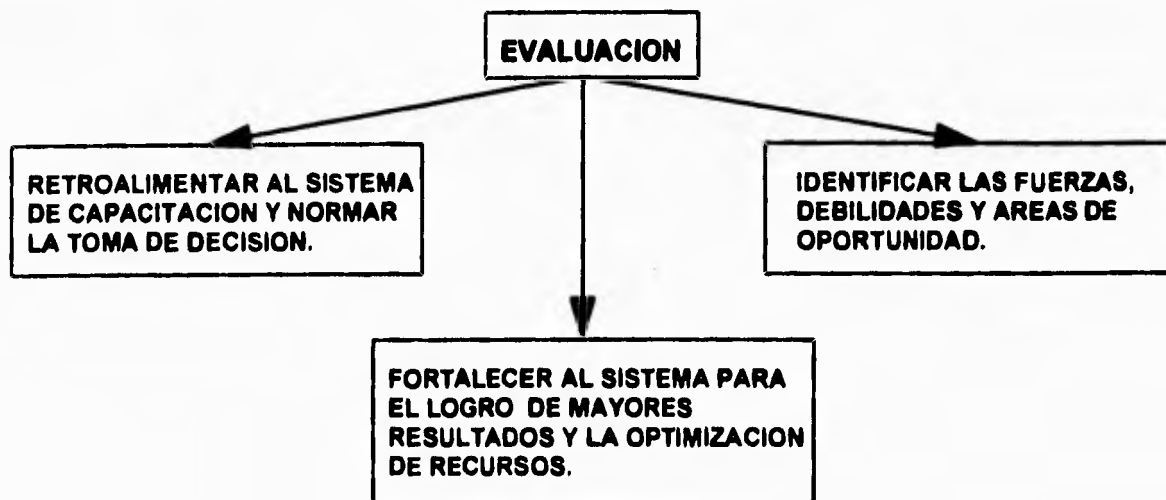 EVALUACION
RETROALIMENTAR AL SISTEMA
DE CAPACITACION Y NORMAR
LA TOMA DE DECISION.
IDENTIFICAR LAS FUERZAS,
DEBILIDADES Y AREAS DE
OPORTUNIDAD.
FORTALECER AL SISTEMA PARA
EL LOGRO DE MAYORES
RESULTADOS Y LA OPTIMIZACION
DE RECURSOS.